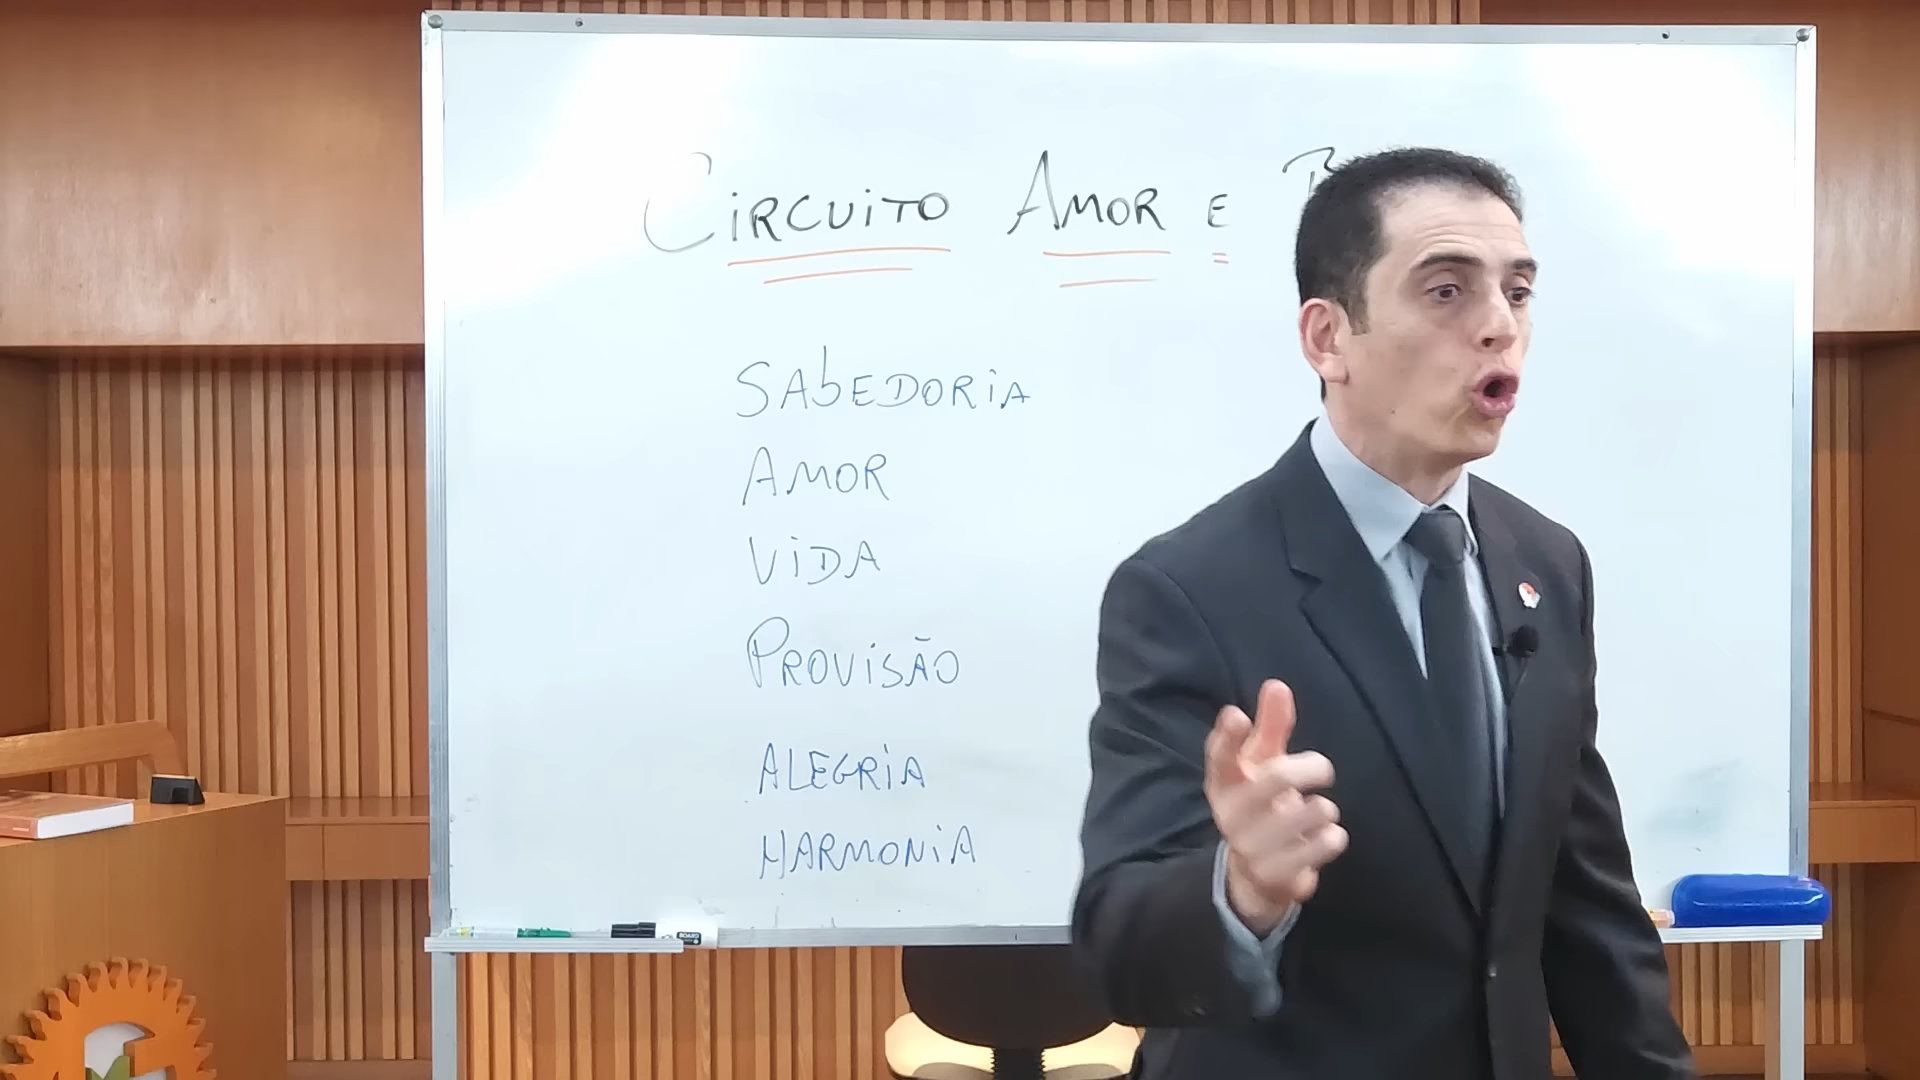 CiRCUiTO AMOR E
SAbEDORiA
AMOR
ViDA
PROViSÃO
ALEGRiA
HARMONiA